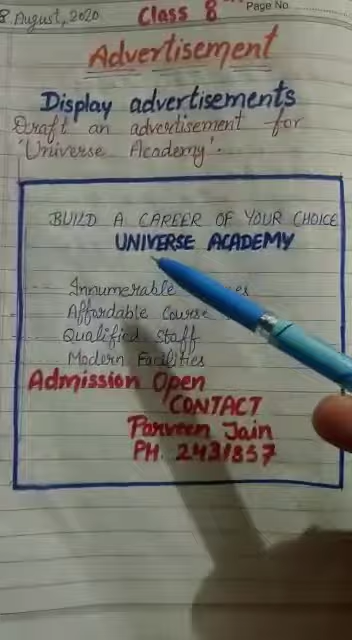 8. August, 2020
Class 8
Page No.
Advertisement
Display advertisements
Draft an advertisement for
'Universe Academy'.
BUILD A CAREER OF YOUR CHOICE
UNIVERSE ACADEMY
Innumerable
Affordable Course
Qualified Staff
Modern Facilities
Admission Open
CONTACT
Parveen Jain
PH. 2431857